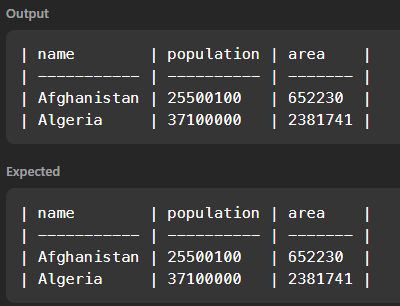 Output
| name        | population | area    |
| ----------- | ---------- | ------- |
| Afghanistan | 25500100   | 652230  |
| Algeria     | 37100000   | 2381741 |
Expected
| name        | population | area    |
| ----------- | ---------- | ------- |
| Afghanistan | 25500100   | 652230  |
| Algeria     | 37100000   | 2381741 |